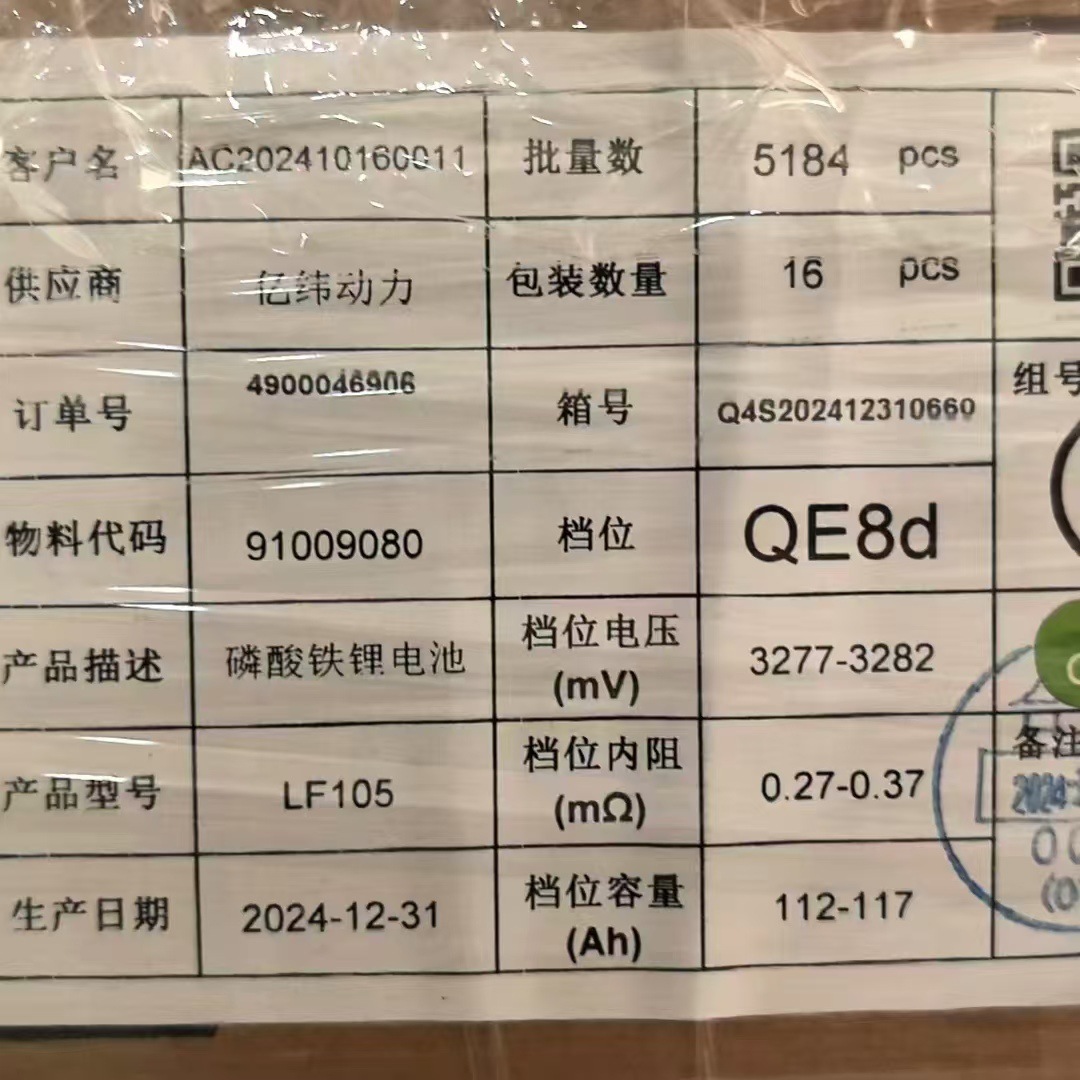 客户名 AC202410160011 批量数 5184 pcs
供应商 亿纬动力 包装数量 16 pcs
订单号 4900046906 箱号 Q4S202412310660
组号
物料代码 91009080 档位 QE8d
产品描述 磷酸铁锂电池 档位电压(mV) 3277-3282
产品型号 LF105 档位内阻(mΩ) 0.27-0.37
备注
2024
生产日期 2024-12-31 档位容量(Ah) 112-117